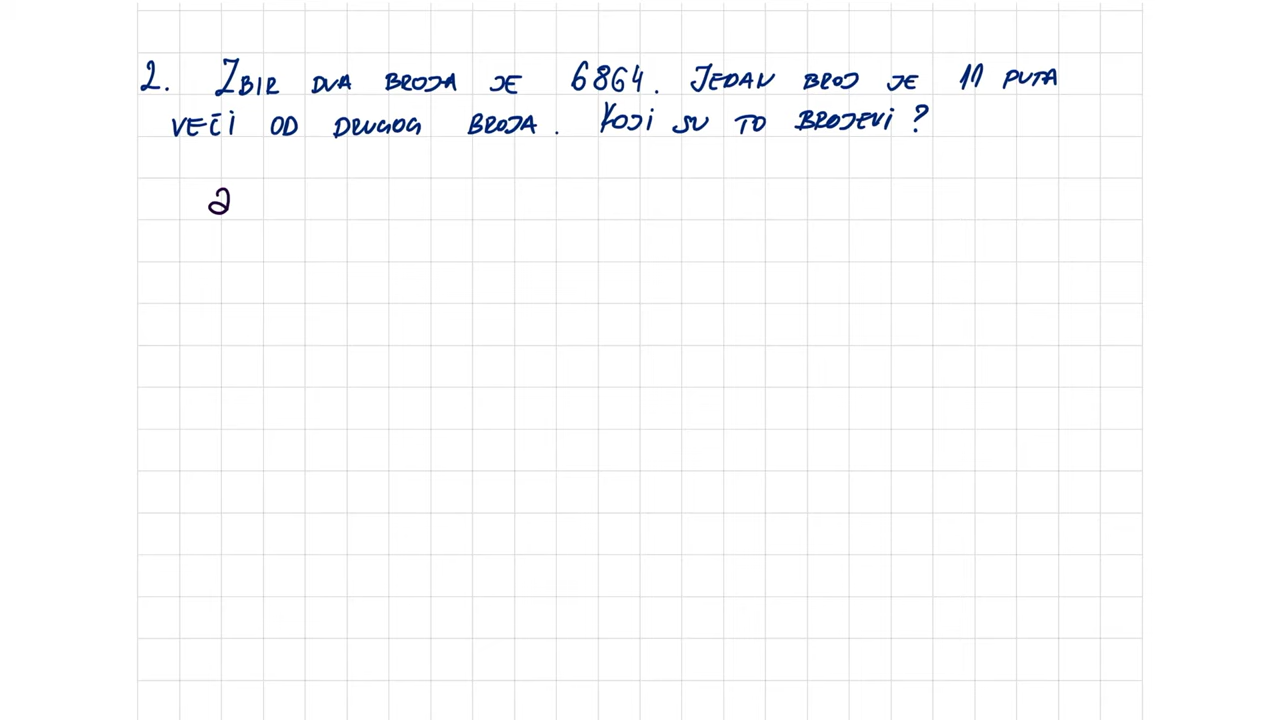 2. ZBIR DVA BROJA JE 6864. JEDAN BROJ JE 11 PUTA
VEĆI OD DRUGOG BROJA. KOJI SU TO BROJEVI?
a